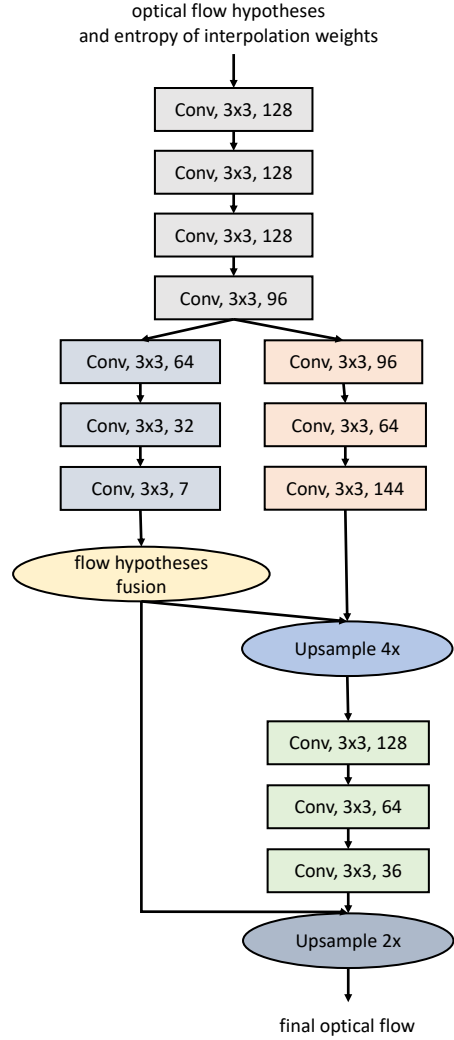 optical flow hypotheses
and entropy of interpolation weights
Conv, 3x3, 128
Conv, 3x3, 128
Conv, 3x3, 128
Conv, 3x3, 96
Conv, 3x3, 64
Conv, 3x3, 96
Conv, 3x3, 32
Conv, 3x3, 64
Conv, 3x3, 7
Conv, 3x3, 144
flow hypotheses
fusion
Upsample 4x
Conv, 3x3, 128
Conv, 3x3, 64
Conv, 3x3, 36
Upsample 2x
final optical flow